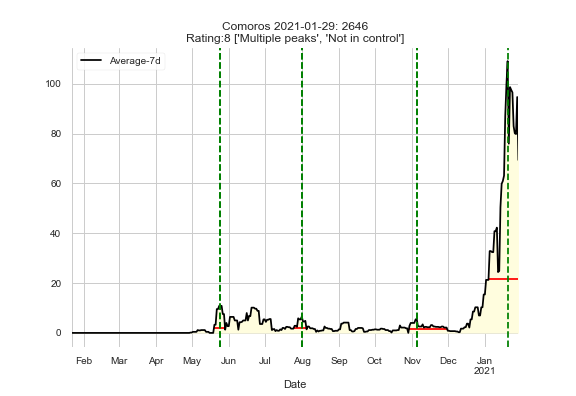 Comoros 2021-01-29: 2646
Rating:8 ['Multiple peaks', 'Not in control']
Average-7d
100
80
60
40
20
0
Feb Mar Apr May Jun Jul Aug Sep Oct Nov Dec Jan
2021
Date